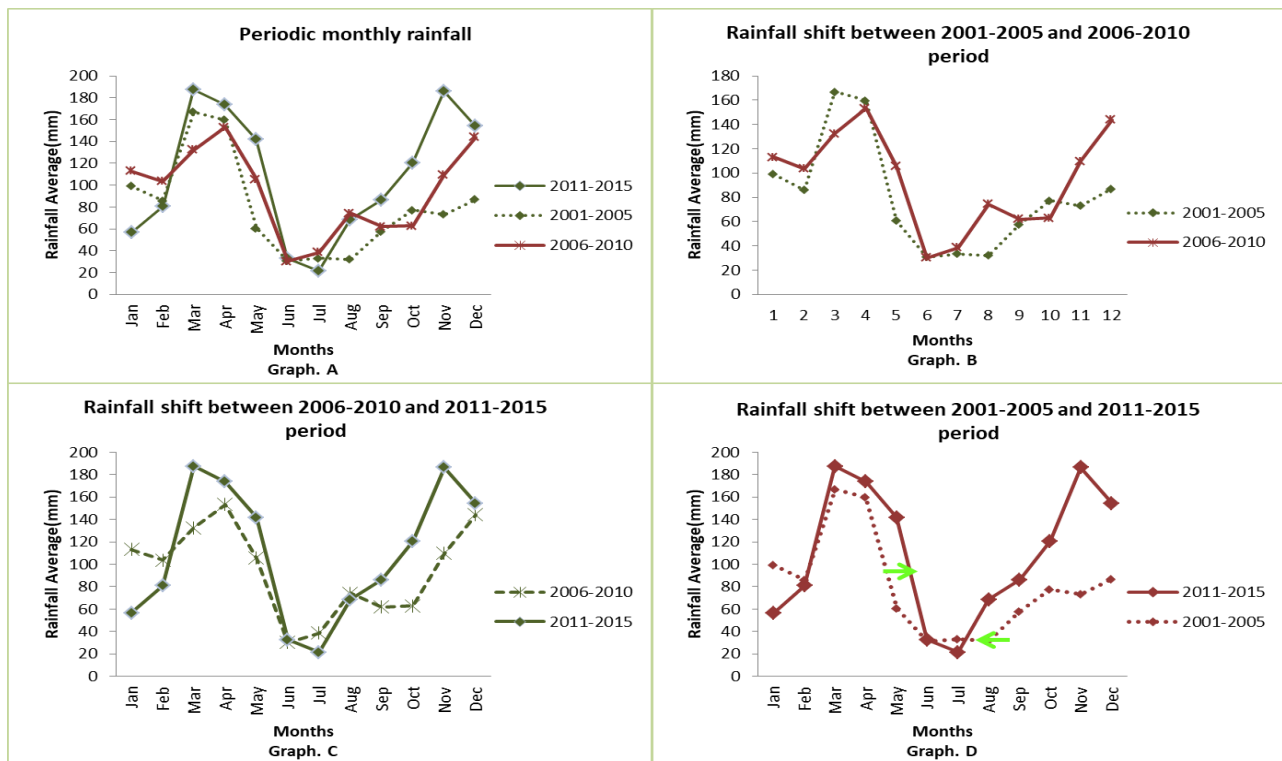 Periodic monthly rainfall
Rainfall Average(mm)
200
180
160
140
120
100
80
60
40
20
0
Jan
Feb
Mar
Apr
May
Jun
Jul
Aug
Sep
Oct
Nov
Dec
Months
Graph. A
2011-2015
2001-2005
2006-2010
Rainfall shift between 2001-2005 and 2006-2010
period
Rainfall Average(mm)
180
160
140
120
100
80
60
40
20
0
1 2 3 4 5 6 7 8 9 10 11 12
Months
Graph. B
2001-2005
2006-2010
Rainfall shift between 2006-2010 and 2011-2015
period
Rainfall Average(mm)
200
180
160
140
120
100
80
60
40
20
0
Jan
Feb
Mar
Apr
May
Jun
Jul
Aug
Sep
Oct
Nov
Dec
Months
Graph. C
2006-2010
2011-2015
Rainfall shift between 2001-2005 and 2011-2015
period
Rainfall Average(mm)
200
180
160
140
120
100
80
60
40
20
0
Jan
Feb
Mar
Apr
May
Jun
Jul
Aug
Sep
Oct
Nov
Dec
Months
Graph. D
2011-2015
2001-2005